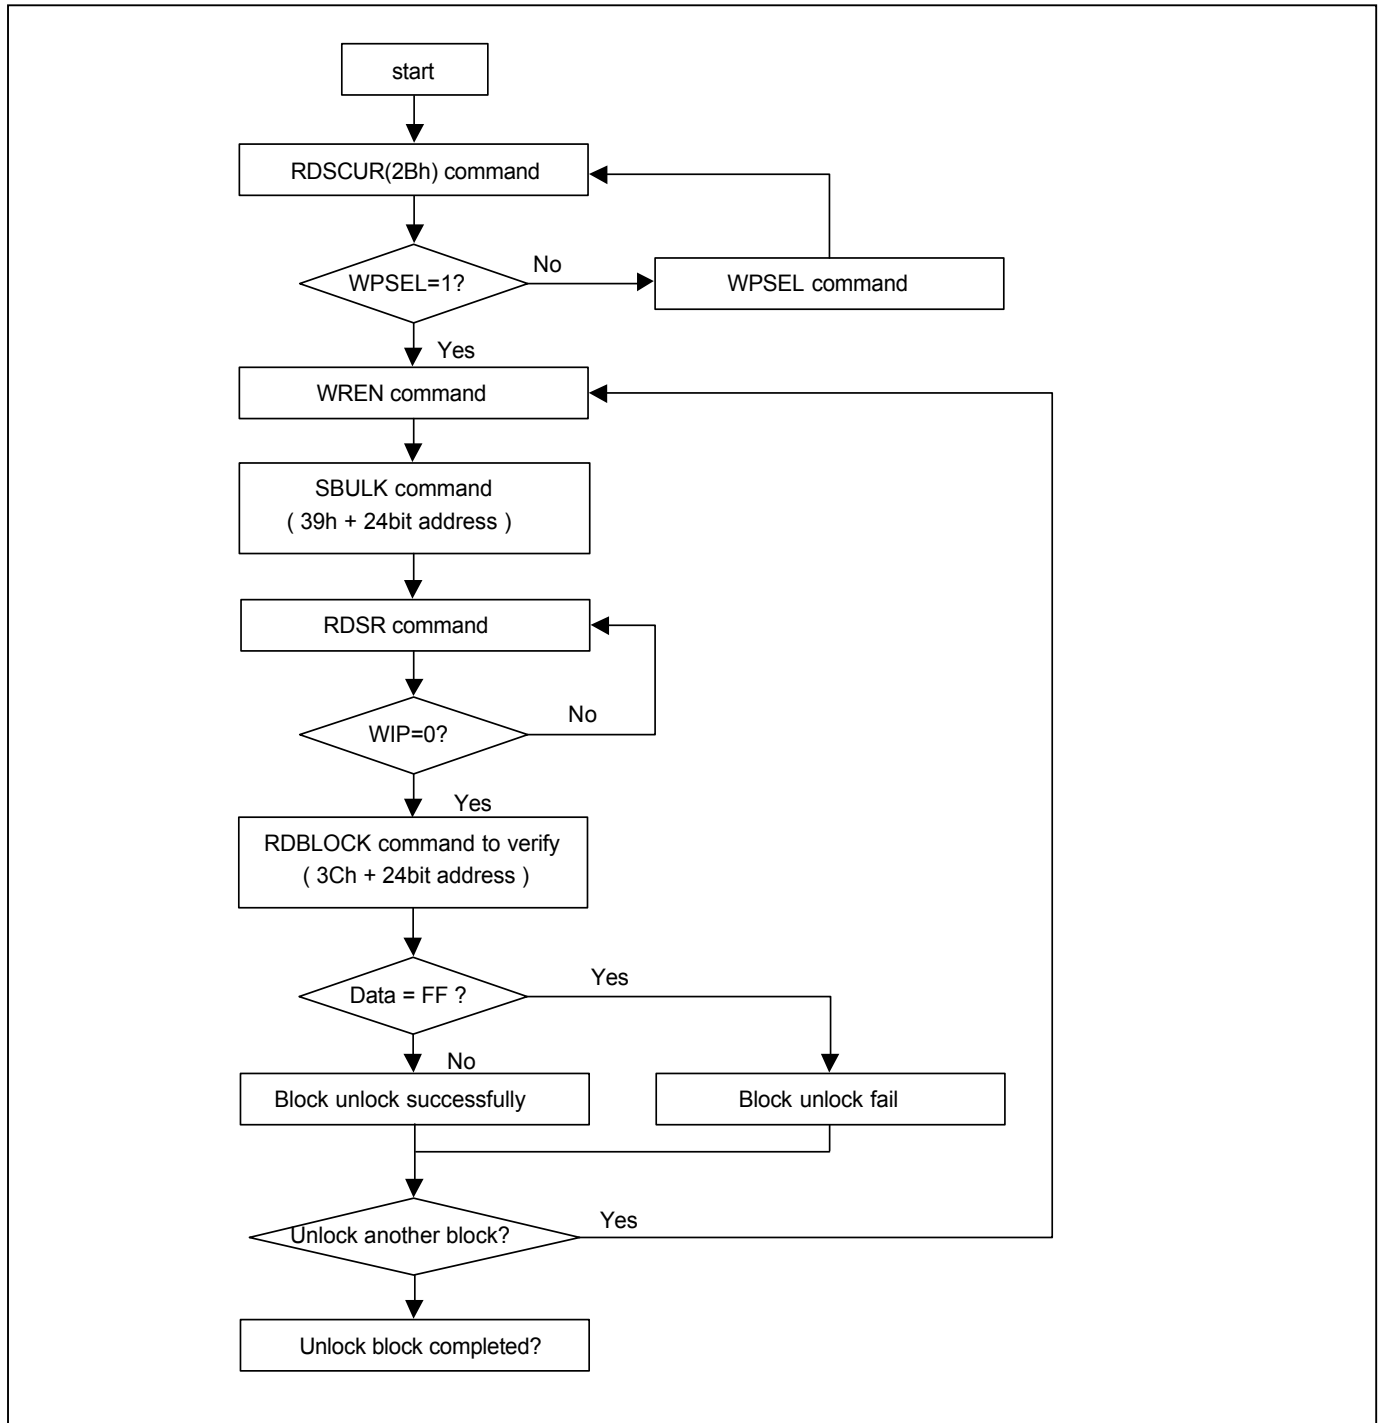 start
RDSCUR(2Bh) command
WPSEL=1?
No
WPSEL command
Yes
WREN command
SBULK command
( 39h + 24bit address )
RDSR command
WIP=0?
No
Yes
RDBLOCK command to verify
( 3Ch + 24bit address )
Data = FF ?
Yes
No
Block unlock successfully
Block unlock fail
Unlock another block?
Yes
Unlock block completed?